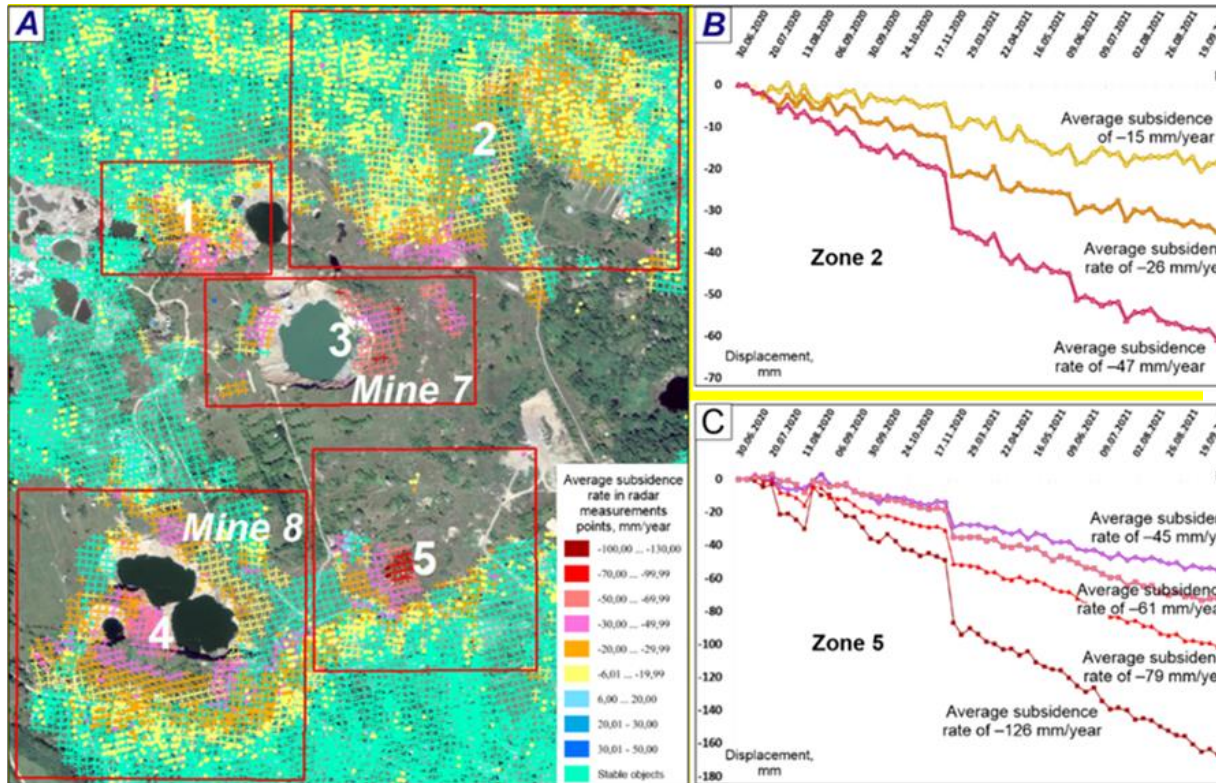 A
1
2
3
Mine 7
Mine 8
4
5
Average subsidence
rate in radar
measurements
points, mm/year
-100,00 ... -130,00
-70,00 ... -99,99
-50,00 ... -69,99
-30,00 ... -49,99
-20,00 ... -29,99
-6,01 ... -19,99
6,00 ... 20,00
20,01 - 30,00
30,01 - 50,00
Stable objects
B
30.06.2020 20.07.2020 13.08.2020 06.09.2020 30.09.2020 24.10.2020 17.11.2020 29.03.2021 22.04.2021 16.05.2021 09.06.2021 09.07.2021 02.08.2021 26.08.2021 19.09
0
-10
-20
-30
-40
-50
-60
-70
Average subsidence
of –15 mm/year
Average subsidence
rate of –26 mm/ye
Zone 2
Average subsidence
rate of –47 mm/year
Displacement,
mm
C
30.06.2020 20.07.2020 13.08.2020 06.09.2020 30.09.2020 24.10.2020 17.11.2020 29.03.2021 22.04.2021 16.05.2021 09.06.2021 09.07.2021 02.08.2021 26.08.2021 19.09
0
-20
-40
-60
-80
-100
-120
-140
-160
-180
Average subsiden
rate of –45 mm/y
Average subsidence
rate of –61 mm/yea
Average subsiden
rate of –79 mm/ye
Zone 5
Average subsidence
rate of –126 mm/year
Displacement,
mm